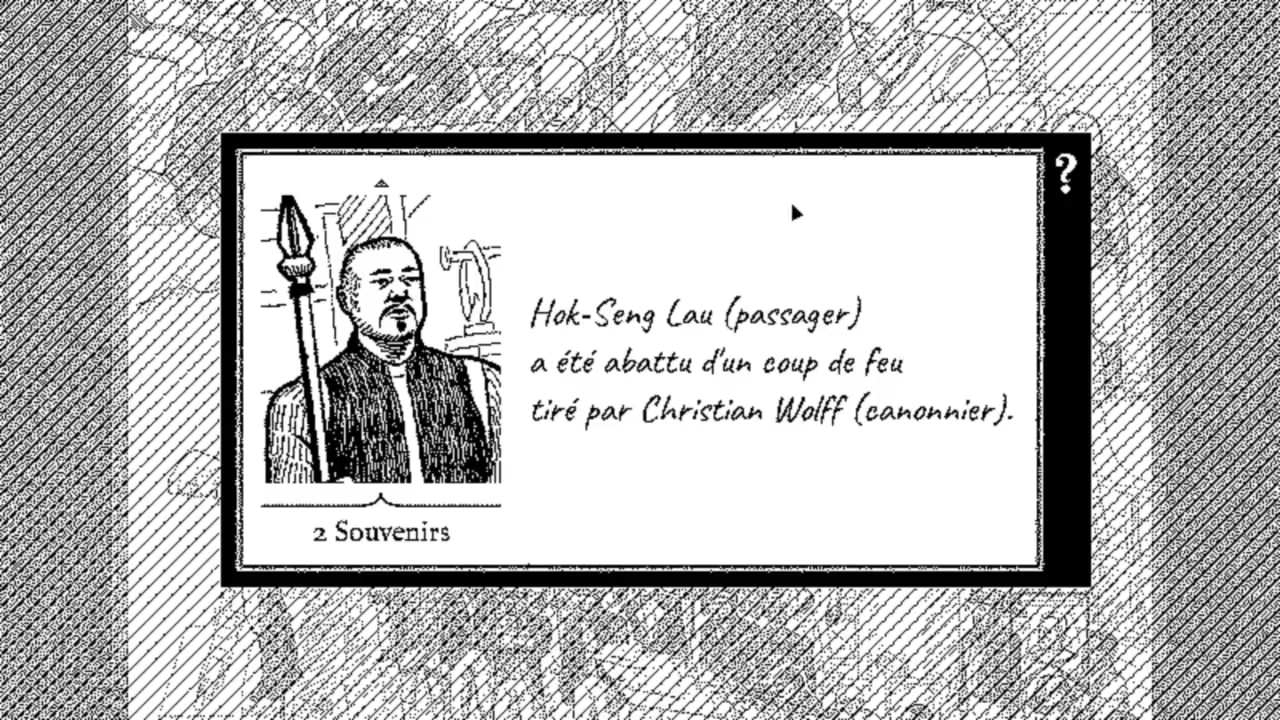 ?
Hok-Seng Lau (passager)
a été abattu d'un coup de feu
tiré par Christian Wolff (canonnier).
2 Souvenirs